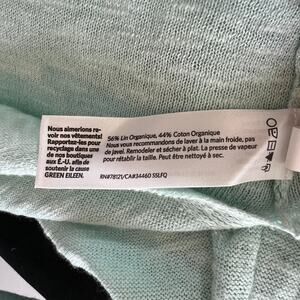 Nous aimerions re-
voir nos vêtements!
Rapportez-les pour
recyclage dans une
de nos boutiques
aux É.-U. afin de
soutenir la cause
GREEN EILEEN.
56% Lin Organique, 44% Coton Organique
Nous vous recommandons de laver à la main froide, pas
de javel. Remodeler et sécher à plat. La presse de vapeur
pour rétablir la taille. Peut être nettoyé à sec.
RN#78121/CA#34460 SSLFQ